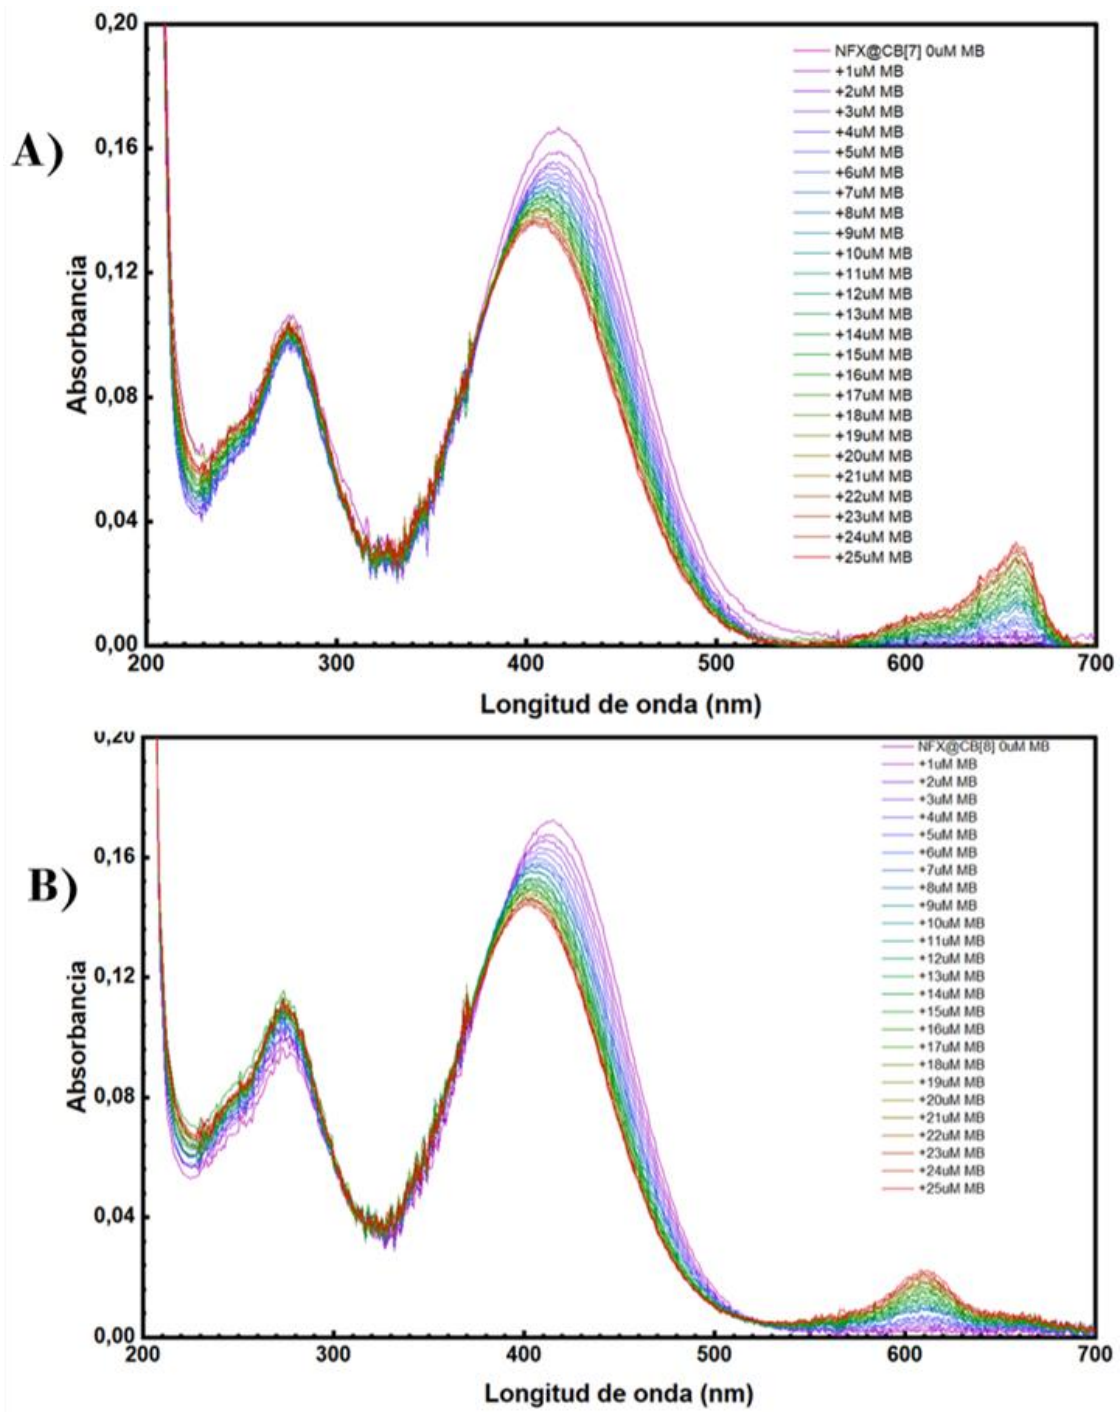 A)
Absorbancia
0,20
0,16
0,12
0,08
0,04
0,00
NFX@CB[7] 0uM MB
+1uM MB
+2uM MB
+3uM MB
+4uM MB
+5uM MB
+6uM MB
+7uM MB
+8uM MB
+9uM MB
+10uM MB
+11uM MB
+12uM MB
+13uM MB
+14uM MB
+15uM MB
+16uM MB
+17uM MB
+18uM MB
+19uM MB
+20uM MB
+21uM MB
+22uM MB
+23uM MB
+24uM MB
+25uM MB
200 300 400 500 600 700
Longitud de onda (nm)
B)
Absorbancia
0,20
0,16
0,12
0,08
0,04
0,00
NFX@CB[8] 0uM MB
+1uM MB
+2uM MB
+3uM MB
+4uM MB
+5uM MB
+6uM MB
+7uM MB
+8uM MB
+9uM MB
+10uM MB
+11uM MB
+12uM MB
+13uM MB
+14uM MB
+15uM MB
+16uM MB
+17uM MB
+18uM MB
+19uM MB
+20uM MB
+21uM MB
+22uM MB
+23uM MB
+24uM MB
+25uM MB
200 300 400 500 600 700
Longitud de onda (nm)